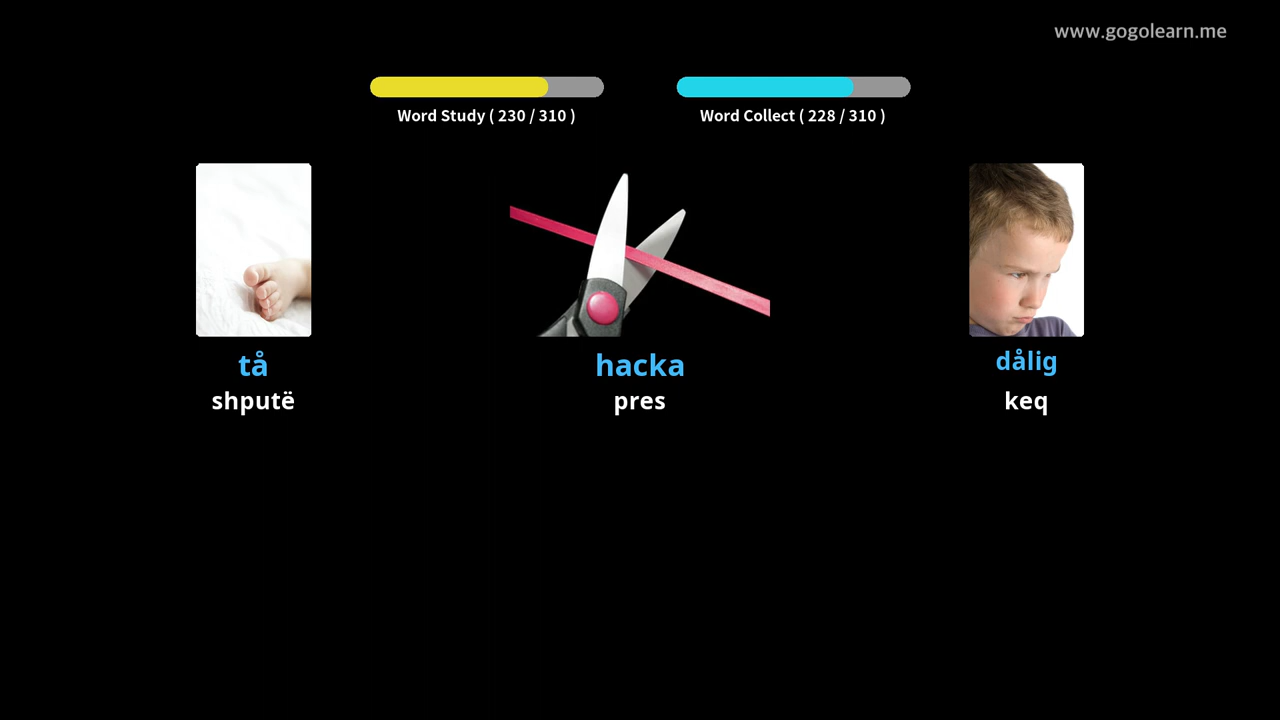 www.gogolearn.me
Word Study ( 230 / 310 )
Word Collect ( 228 / 310 )
tå
hacka
dålig
shputë
pres
keq